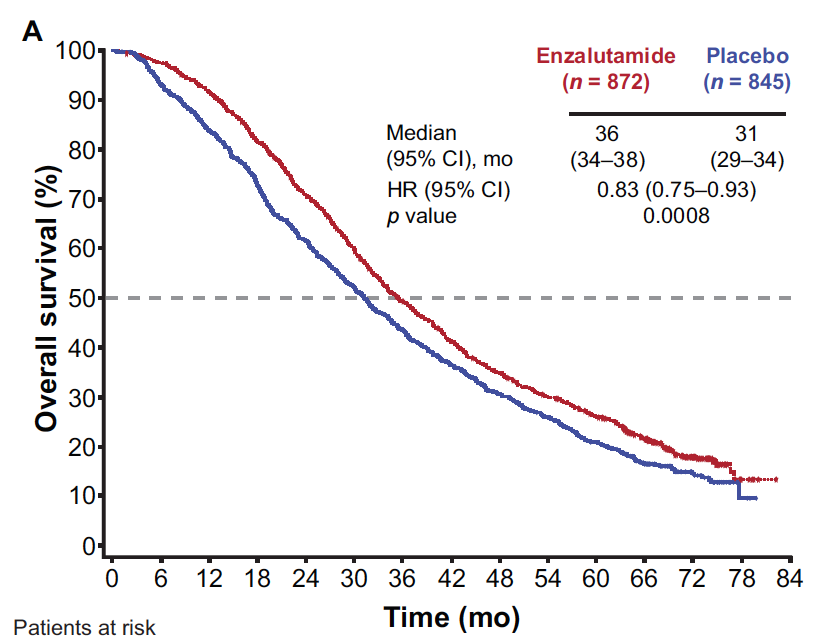 A
Enzalutamide Placebo
(n = 872) (n = 845)
Median 36 31
(95% CI), mo (34–38) (29–34)
HR (95% CI) 0.83 (0.75–0.93)
p value 0.0008
Overall survival (%)
100
90
80
70
60
50
40
30
20
10
0
0 6 12 18 24 30 36 42 48 54 60 66 72 78 84
Time (mo)
Patients at risk